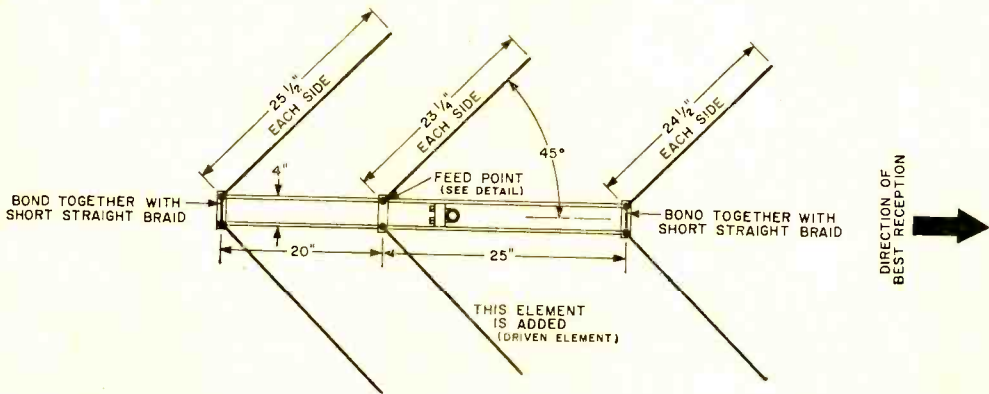 25 1/2"
EACH SIDE
23 1/4"
EACH SIDE
24 1/2"
EACH SIDE
45°
4"
FEED POINT
(SEE DETAIL)
BOND TOGETHER WITH
SHORT STRAIGHT BRAID
BOND TOGETHER WITH
SHORT STRAIGHT BRAID
20"
25"
THIS ELEMENT
IS ADDED
(DRIVEN ELEMENT)
DIRECTION OF
BEST RECEPTION